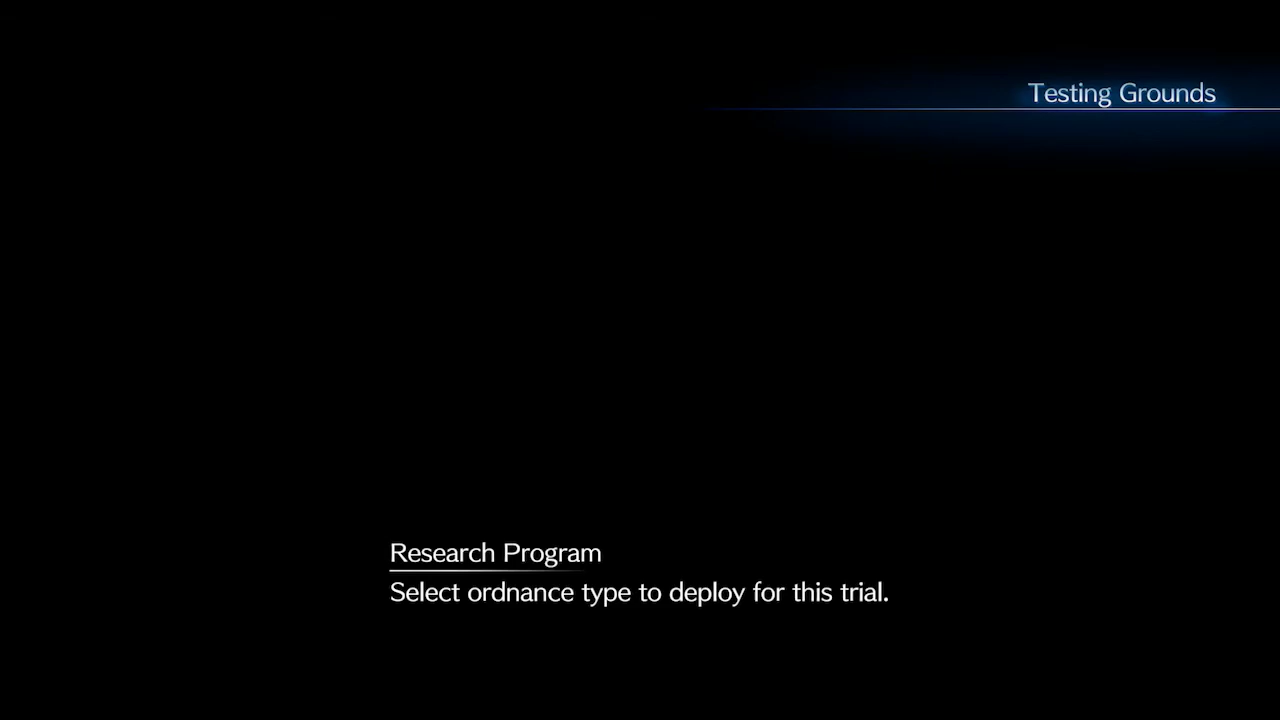 Testing Grounds
Research Program
Select ordnance type to deploy for this trial.